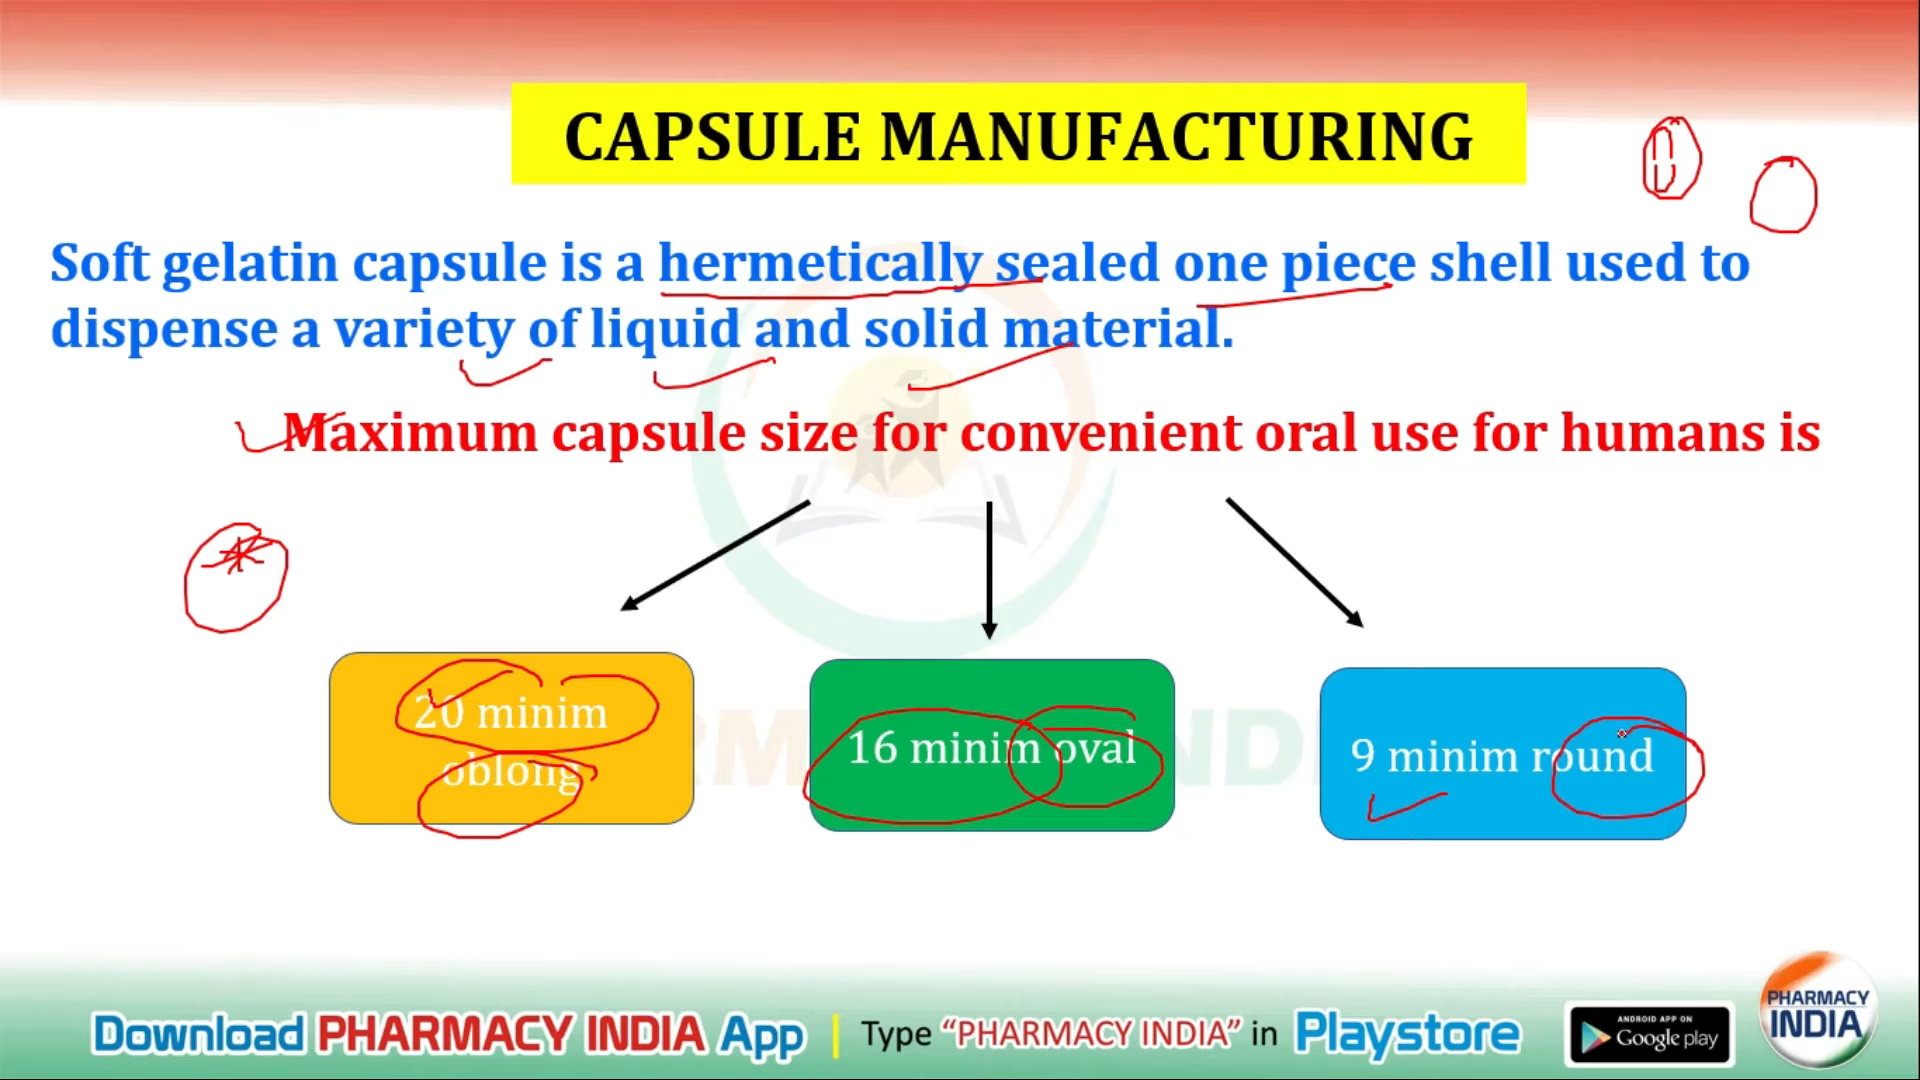 CAPSULE MANUFACTURING
Soft gelatin capsule is a hermetically sealed one piece shell used to
dispense a variety of liquid and solid material.
Maximum capsule size for convenient oral use for humans is
20 minim
oblong
16 minim oval
9 minim round
Download PHARMACY INDIA App | Type “PHARMACY INDIA” in Playstore
ANDROID APP ON
Google play
PHARMACY
INDIA